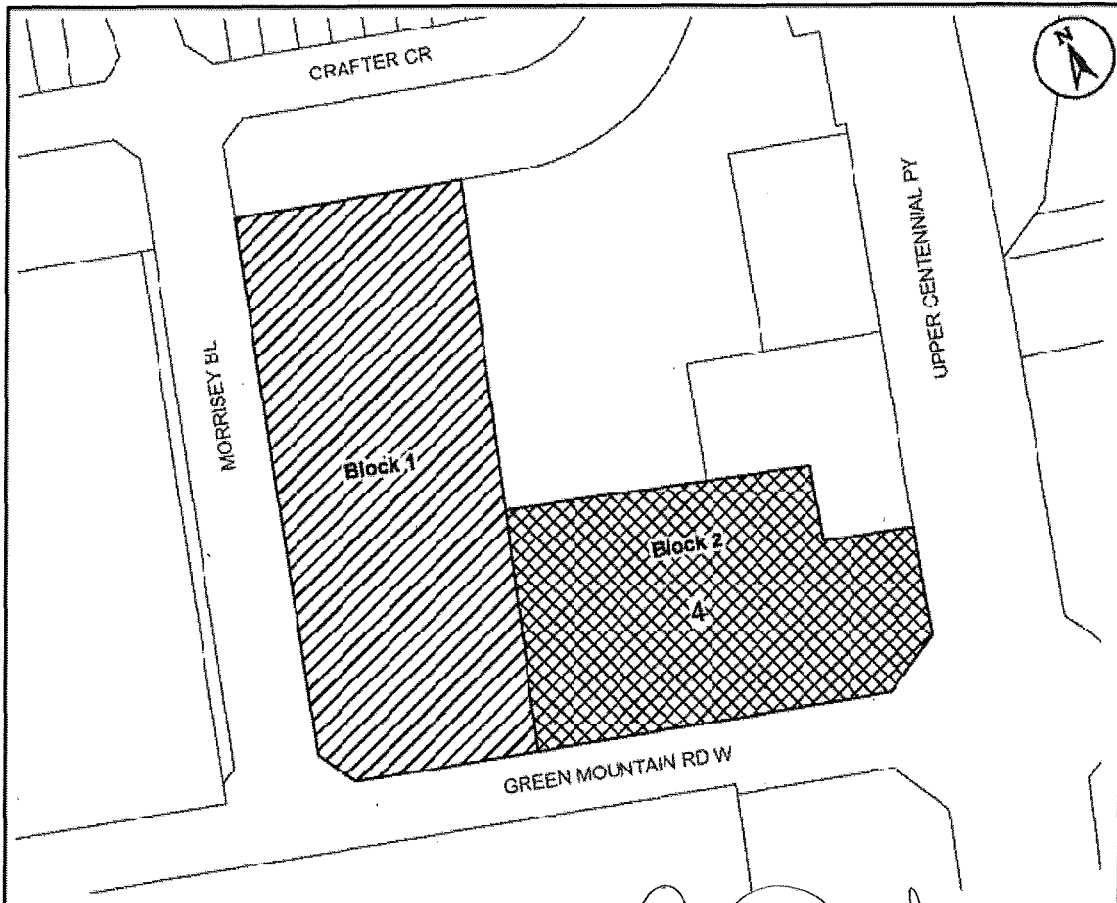 CRAFTER CR
N
UPPER CENTENNIAL PY
MORRISEY BL
Block 1
Block 2
4
GREEN MOUNTAIN RD W